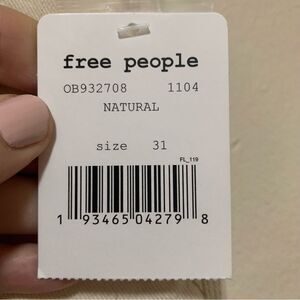 free people
OB932708 1104
NATURAL
size 31
FL_119
1 93465 04279 8